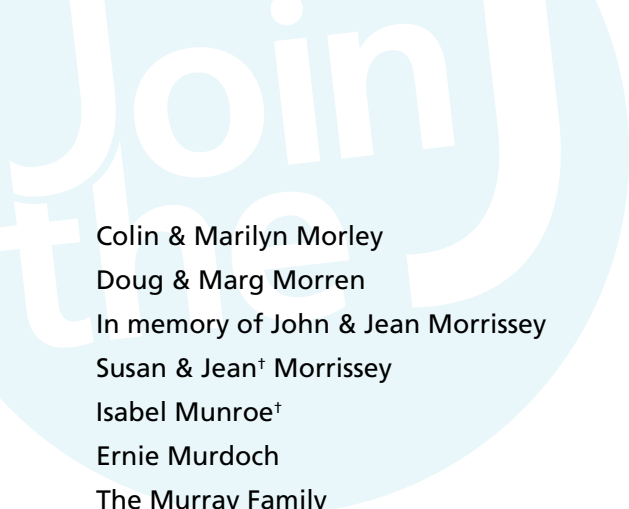 Join
the J
Colin & Marilyn Morley
Doug & Marg Morren
In memory of John & Jean Morrissey
Susan & Jean† Morrissey
Isabel Munroe†
Ernie Murdoch
The Murray Family